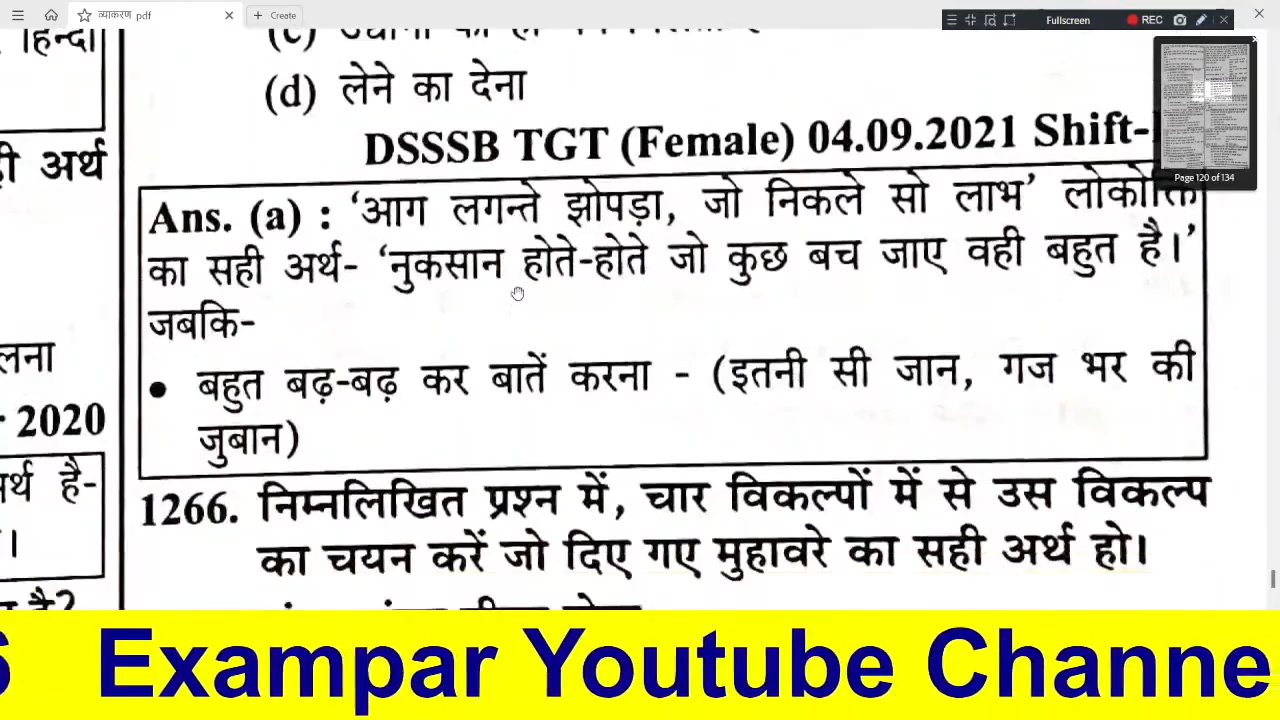 व्याकरण pdf
Create
Fullscreen
REC
हिन्दी
ी अर्थ
लना
2020
र्थ है-
।
है?
(c)
(d) लेने का देना
DSSSB TGT (Female) 04.09.2021 Shift-
Page 120 of 134
Ans. (a) : ‘आग लगन्ते झोपड़ा, जो निकले सो लाभ’ लोकोक्ति
का सही अर्थ- ‘नुकसान होते-होते जो कुछ बच जाए वही बहुत है।’
जबकि-
• बहुत बढ़-बढ़ कर बातें करना - (इतनी सी जान, गज भर की
जुबान)
1266. निम्नलिखित प्रश्न में, चार विकल्पों में से उस विकल्प
का चयन करें जो दिए गए मुहावरे का सही अर्थ हो।
Exampar Youtube Channe